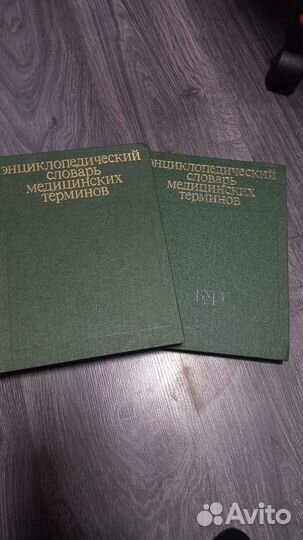 энциклопедический
словарь
медицинских
терминов
энциклопедический
словарь
медицинских
терминов
Avito